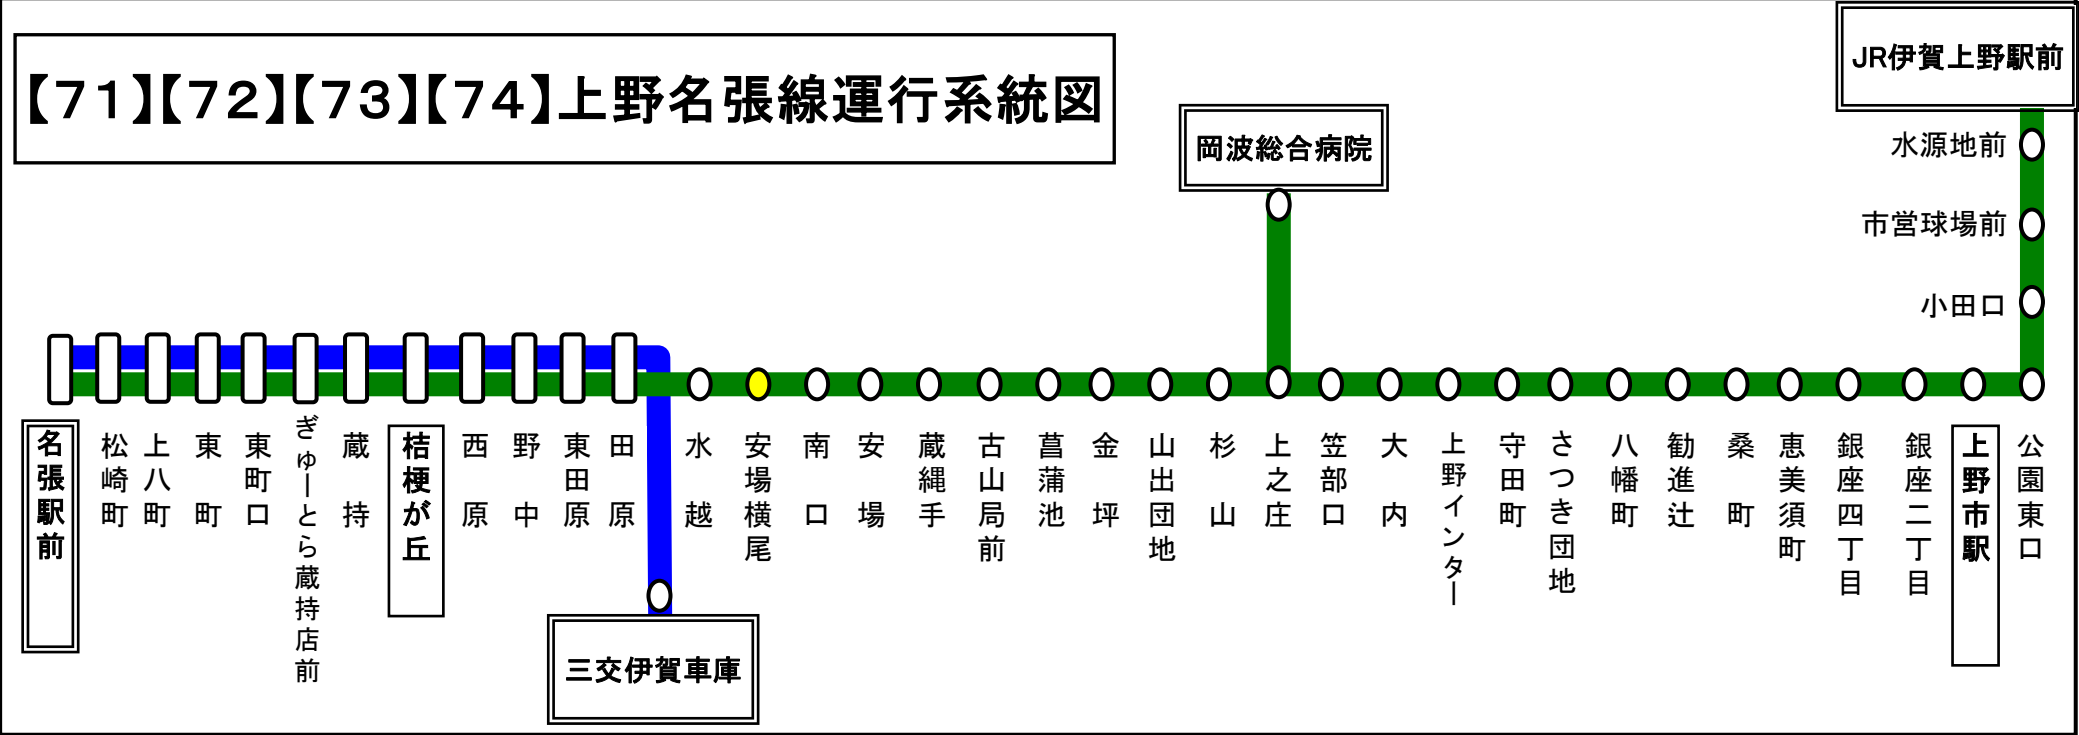 【７１】【７２】【７３】【７４】上野名張線運行系統図
JR伊賀上野駅前
岡波総合病院
水源地前
市営球場前
小田口
名張駅前
松崎町
上八町
東町
東町口
ぎゅーとら蔵持店前
蔵持
桔梗が丘
西原
野中
東田原
田原
水越
安場横尾
南口
安場
蔵縄手
古山局前
菖蒲池
金坪
山出団地
杉山
上之庄
笠部口
大内
上野インター
守田町
さつき団地
八幡町
勧進辻
桑町
恵美須町
銀座四丁目
銀座二丁目
上野市駅
公園東口
三交伊賀車庫